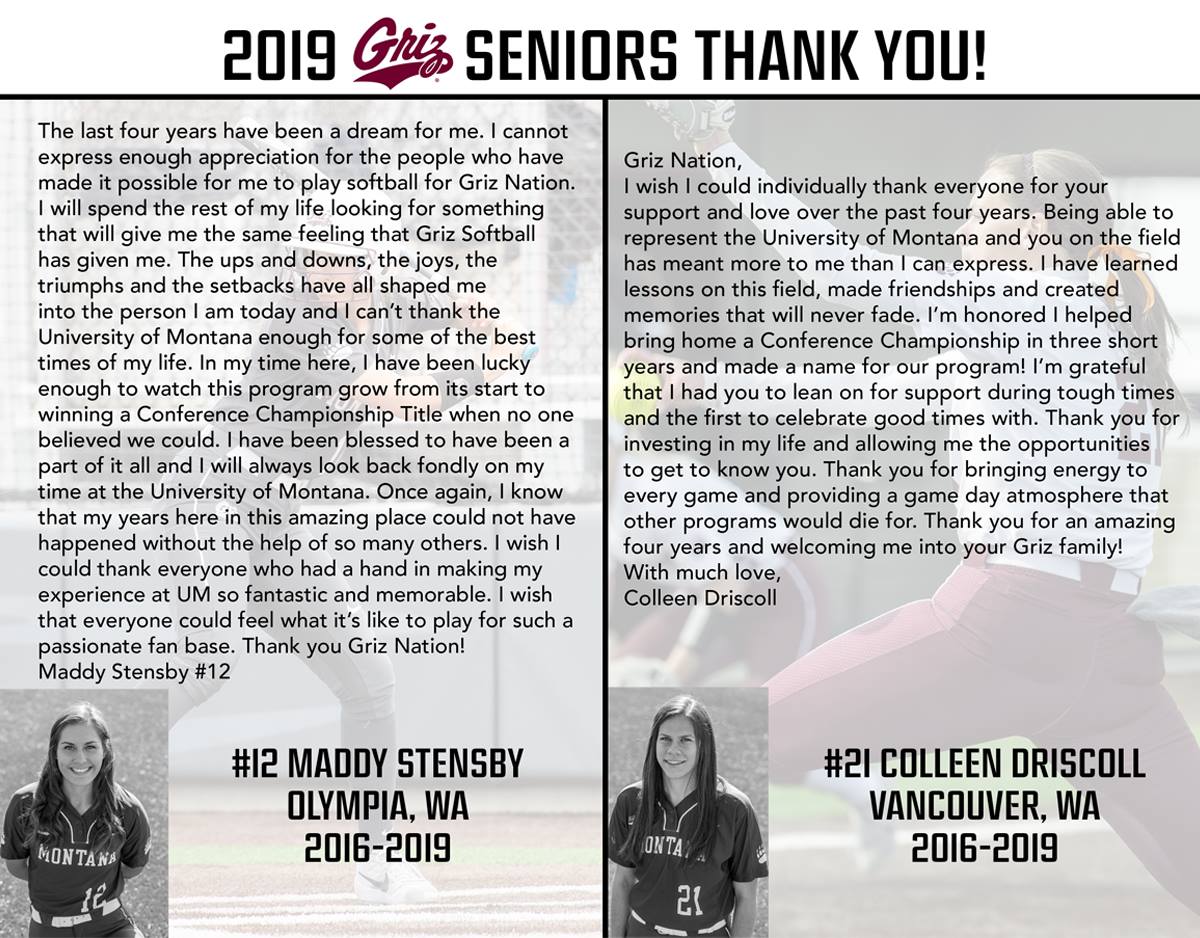 2019 Griz SENIORS THANK YOU!
The last four years have been a dream for me. I cannot
express enough appreciation for the people who have
made it possible for me to play softball for Griz Nation.
I will spend the rest of my life looking for something
that will give me the same feeling that Griz Softball
has given me. The ups and downs, the joys, the
triumphs and the setbacks have all shaped me
into the person I am today and I can't thank the
University of Montana enough for some of the best
times of my life. In my time here, I have been lucky
enough to watch this program grow from its start to
winning a Conference Championship Title when no one
believed we could. I have been blessed to have been a
part of it all and I will always look back fondly on my
time at the University of Montana. Once again, I know
that my years here in this amazing place could not have
happened without the help of so many others. I wish I
could thank everyone who had a hand in making my
experience at UM so fantastic and memorable. I wish
that everyone could feel what it's like to play for such a
passionate fan base. Thank you Griz Nation!
Maddy Stensby #12
MONTANA
12
#12 MADDY STENSBY
OLYMPIA, WA
2016-2019
Griz Nation,
I wish I could individually thank everyone for your
support and love over the past four years. Being able to
represent the University of Montana and you on the field
has meant more to me than I can express. I have learned
lessons on this field, made friendships and created
memories that will never fade. I'm honored I helped
bring home a Conference Championship in three short
years and made a name for our program! I'm grateful
that I had you to lean on for support during tough times
and the first to celebrate good times with. Thank you for
investing in my life and allowing me the opportunities
to get to know you. Thank you for bringing energy to
every game and providing a game day atmosphere that
other programs would die for. Thank you for an amazing
four years and welcoming me into your Griz family!
With much love,
Colleen Driscoll
MONTANA
21
#21 COLLEEN DRISCOLL
VANCOUVER, WA
2016-2019